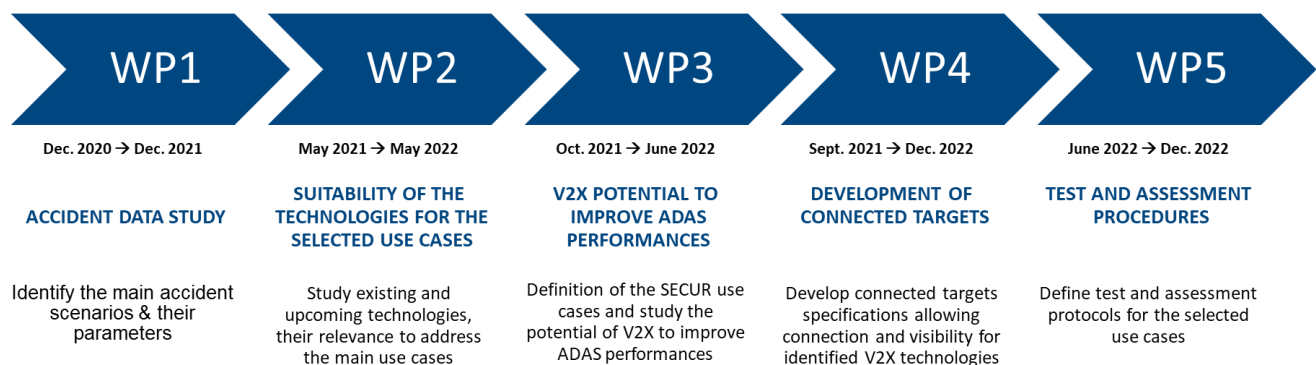 WP1
WP2
WP3
WP4
WP5
Dec. 2020 → Dec. 2021
May 2021 → May 2022
Oct. 2021 → June 2022
Sept. 2021 → Dec. 2022
June 2022 → Dec. 2022
ACCIDENT DATA STUDY
SUITABILITY OF THE
TECHNOLOGIES FOR THE
SELECTED USE CASES
V2X POTENTIAL TO
IMPROVE ADAS
PERFORMANCES
DEVELOPMENT OF
CONNECTED TARGETS
TEST AND ASSESSMENT
PROCEDURES
Identify the main accident
scenarios & their
parameters
Study existing and
upcoming technologies,
their relevance to address
the main use cases
Definition of the SECUR use
cases and study the
potential of V2X to improve
ADAS performances
Develop connected targets
specifications allowing
connection and visibility for
identified V2X technologies
Define test and assessment
protocols for the selected
use cases